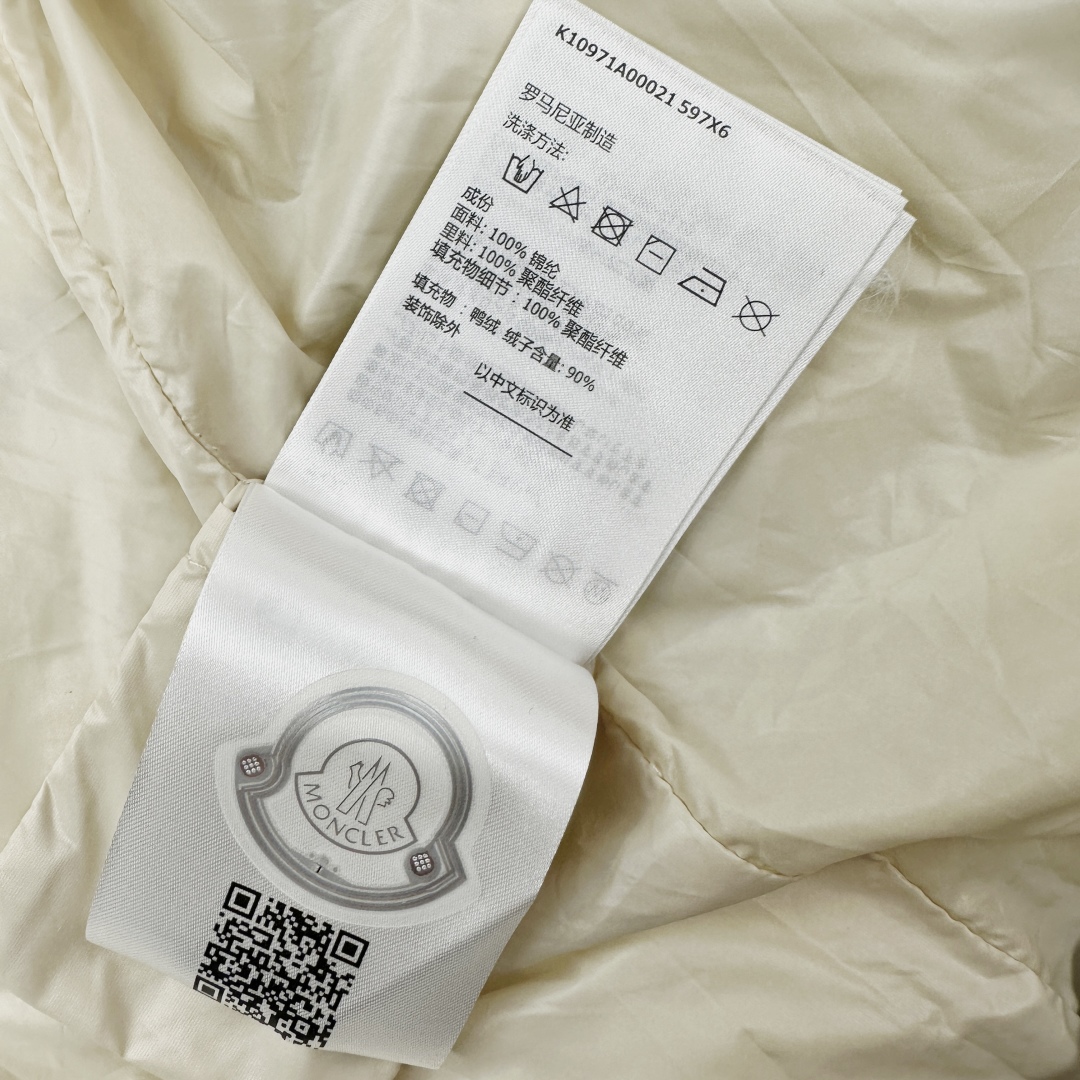 K10971A00021 597X6
罗马尼亚制造
洗涤方法:
成份
面料: 100% 锦纶
里料: 100% 聚酯纤维
填充物细节 : 100% 聚酯纤维
填充物 : 鸭绒 绒子含量: 90%
装饰除外
以中文标识为准
MONCLER